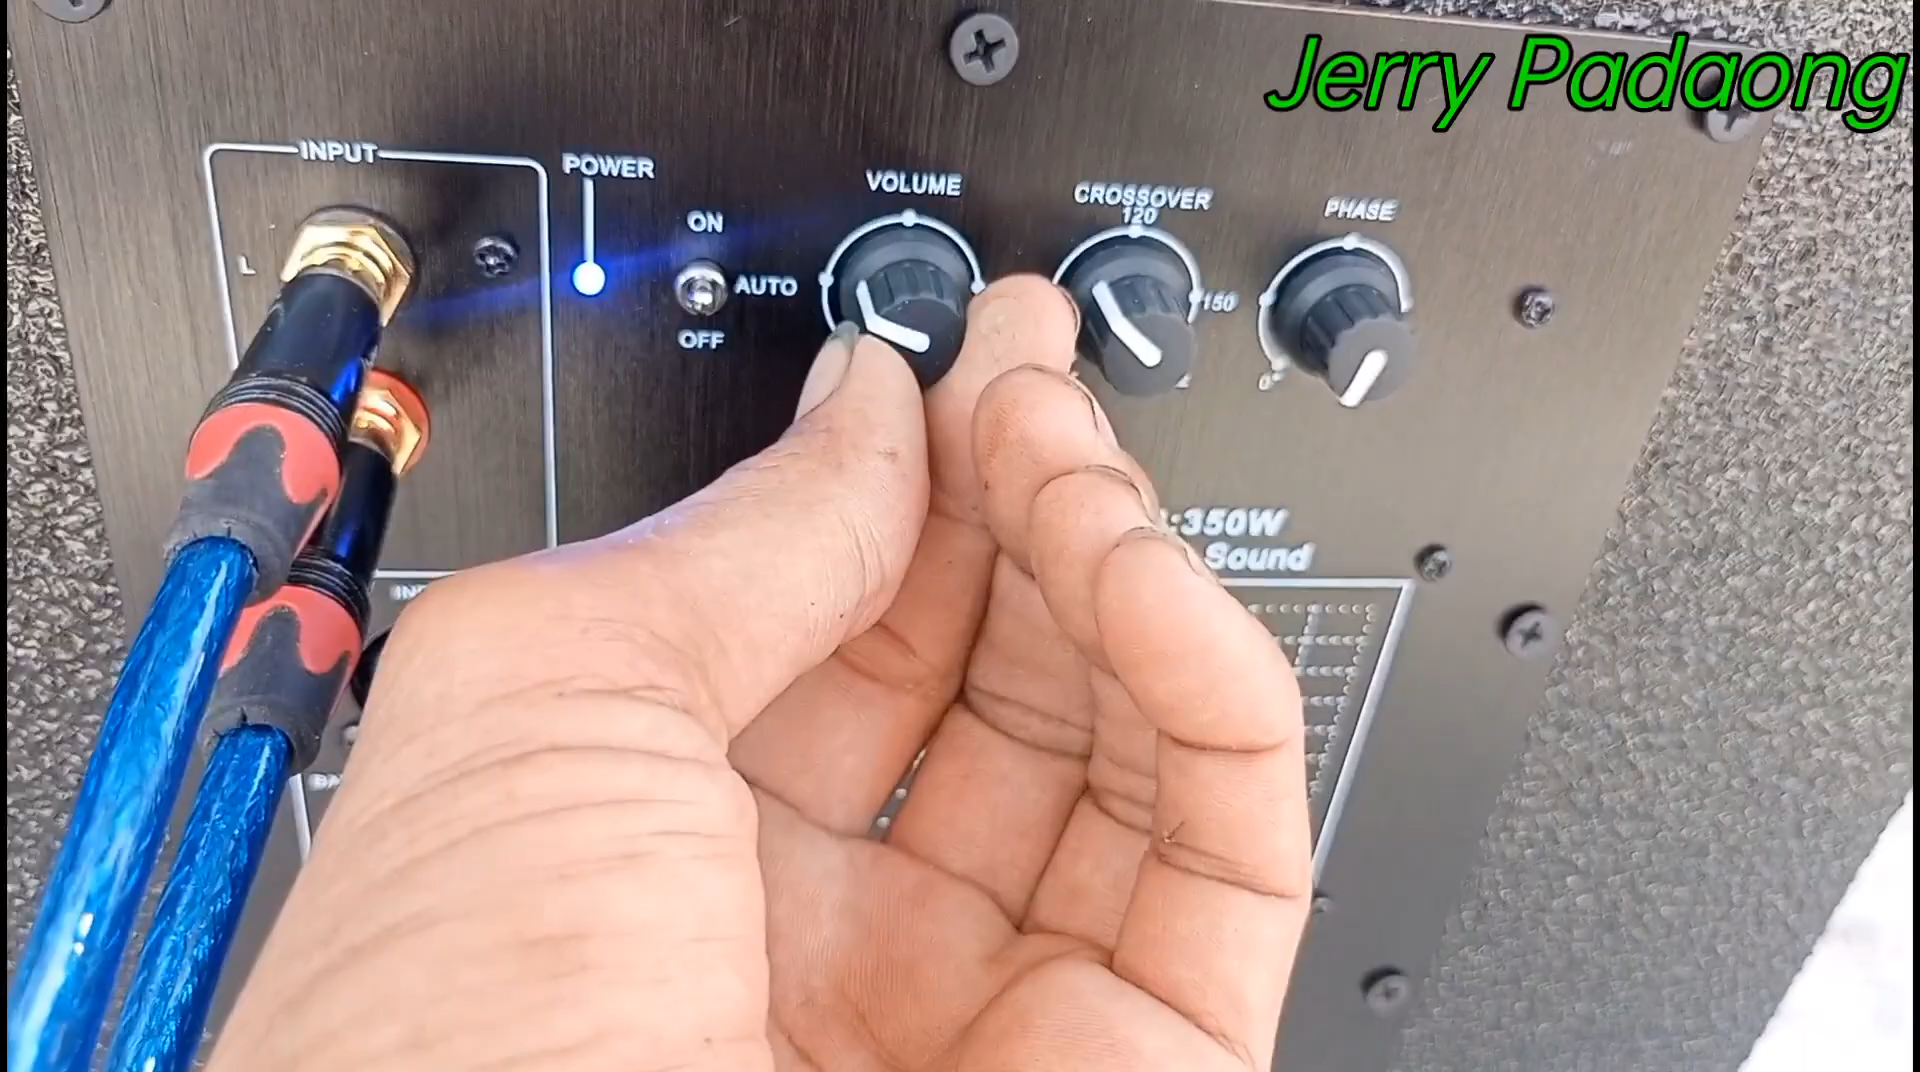 Jerry Padaong
INPUT
POWER
VOLUME
CROSSOVER
120
PHASE
ON
L
AUTO
150
OFF
0°
:350W
Sound